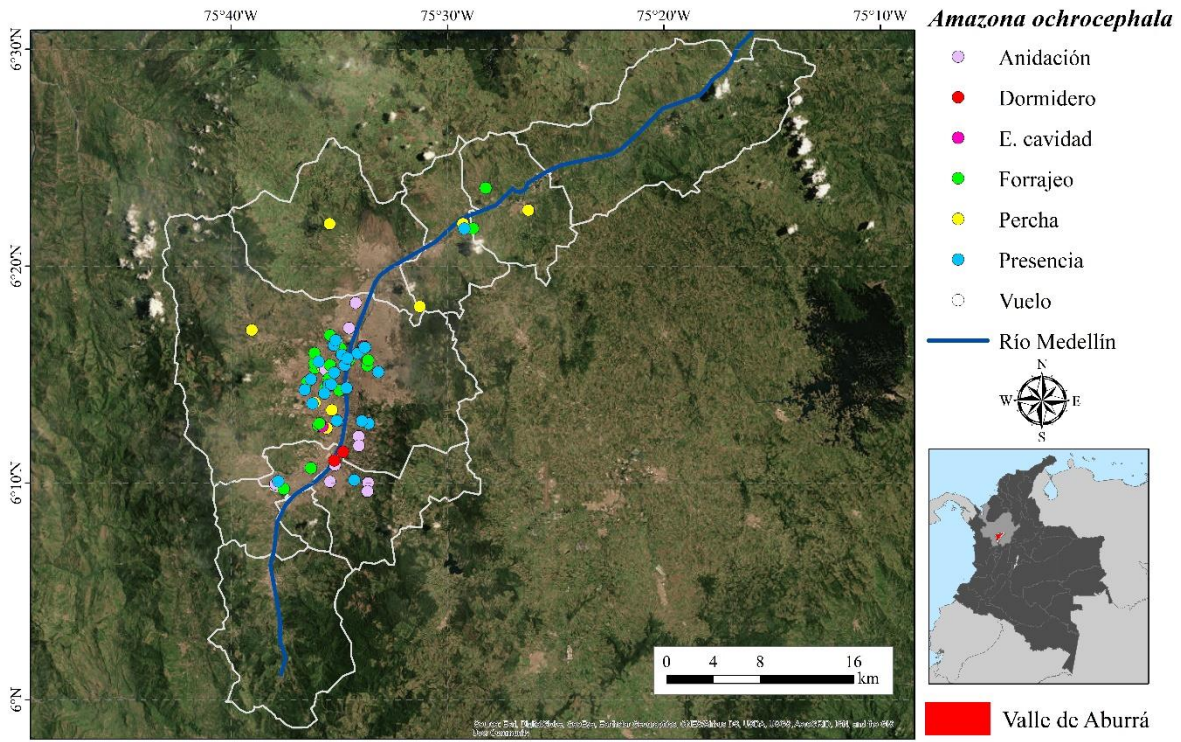 75°40'W 75°30'W 75°20'W 75°10'W
6°30'N
6°20'N
6°10'N
6°N
0 4 8 16
km
Amazona ochrocephala
Anidación
Dormidero
E. cavidad
Forrajeo
Percha
Presencia
Vuelo
Río Medellín
N
W E
S
Valle de Aburrá